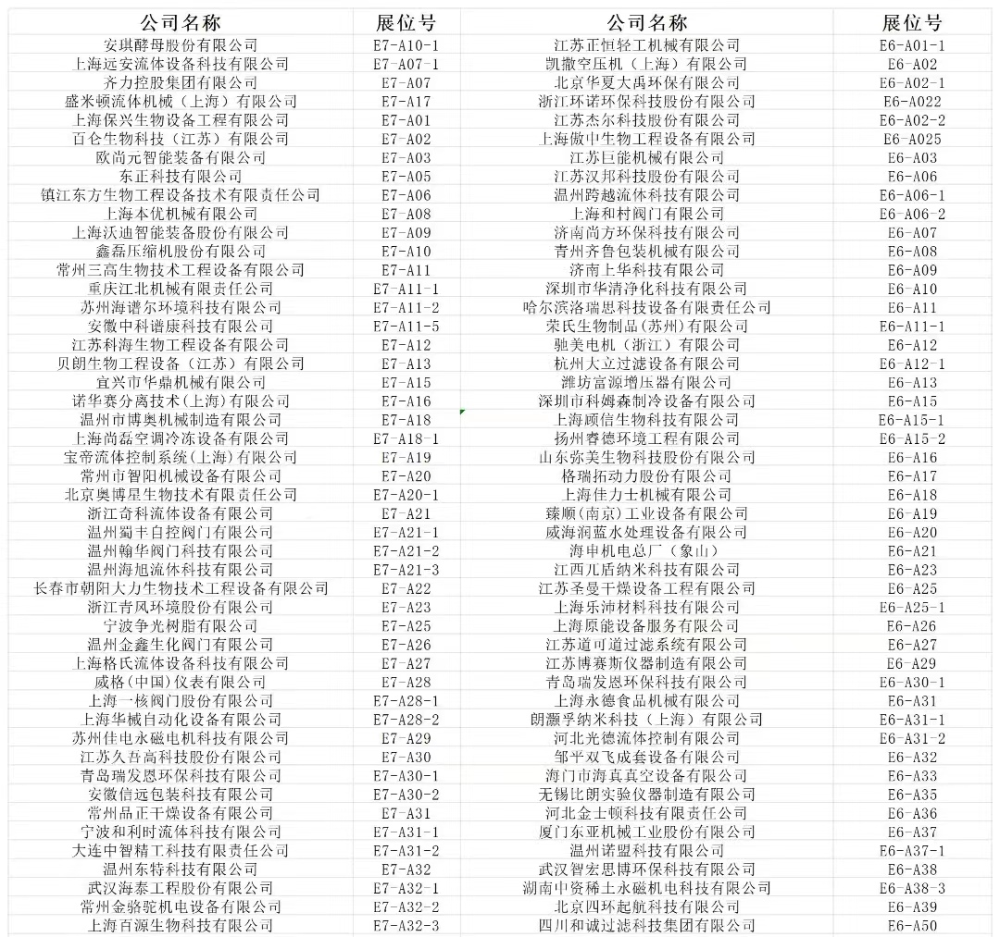 公司名称 展位号 公司名称 展位号
安琪酵母股份有限公司 E7-A10-1 江苏正恒轻工机械有限公司 E6-A01-1
上海远安流体设备科技有限公司 E7-A07-1 凯撒空压机（上海）有限公司 E6-A02
齐力控股集团有限公司 E7-A07 北京华夏大禹环保有限公司 E6-A02-1
盛米顿流体机械（上海）有限公司 E7-A17 浙江环诺环保科技股份有限公司 E6-A022
上海保兴生物设备工程有限公司 E7-A01 江苏杰尔科技股份有限公司 E6-A02-2
百仑生物科技（江苏）有限公司 E7-A02 上海傲中生物工程设备有限公司 E6-A025
欧尚元智能装备有限公司 E7-A03 江苏巨能机械有限公司 E6-A03
东正科技有限公司 E7-A05 江苏汉邦科技股份有限公司 E6-A06
镇江东方生物工程设备技术有限责任公司 E7-A06 温州跨越流体科技有限公司 E6-A06-1
上海本优机械有限公司 E7-A08 上海和村阀门有限公司 E6-A06-2
上海沃迪智能装备股份有限公司 E7-A09 济南尚方环保科技有限公司 E6-A07
鑫磊压缩机股份有限公司 E7-A10 青州齐鲁包装机械有限公司 E6-A08
常州三高生物技术工程设备有限公司 E7-A11 济南上华科技有限公司 E6-A09
重庆江北机械有限责任公司 E7-A11-1 深圳市华清净化科技有限公司 E6-A10
苏州海谱尔环境科技有限公司 E7-A11-2 哈尔滨洛瑞思科技设备有限责任公司 E6-A11
安徽中科谱康科技有限公司 E7-A11-5 荣氏生物制品(苏州)有限公司 E6-A11-1
江苏科海生物工程设备有限公司 E7-A12 驰美电机（浙江）有限公司 E6-A12
贝朗生物工程设备（江苏）有限公司 E7-A13 杭州大立过滤设备有限公司 E6-A12-1
宜兴市华鼎机械有限公司 E7-A15 潍坊富源增压器有限公司 E6-A13
诺华赛分离技术(上海)有限公司 E7-A16 深圳市科姆森制冷设备有限公司 E6-A15
温州市博奥机械制造有限公司 E7-A18 上海顾信生物科技有限公司 E6-A15-1
上海尚磊空调冷冻设备有限公司 E7-A18-1 扬州睿德环境工程有限公司 E6-A15-2
宝帝流体控制系统(上海)有限公司 E7-A19 山东弥美生物科技股份有限公司 E6-A16
常州市智阳机械设备有限公司 E7-A20 格瑞拓动力股份有限公司 E6-A17
北京奥博星生物技术有限责任公司 E7-A20-1 上海佳力士机械有限公司 E6-A18
浙江奇科流体设备有限公司 E7-A21 臻顺(南京)工业设备有限公司 E6-A19
温州蜀丰自控阀门有限公司 E7-A21-1 威海润蓝水处理设备有限公司 E6-A20
温州翰华阀门科技有限公司 E7-A21-2 海申机电总厂（象山） E6-A21
温州海旭流体科技有限公司 E7-A21-3 江西兀盾纳米科技有限公司 E6-A23
长春市朝阳大力生物技术工程设备有限公司 E7-A22 江苏圣曼干燥设备工程有限公司 E6-A25
浙江青风环境股份有限公司 E7-A23 上海乐沛材料科技有限公司 E6-A25-1
宁波争光树脂有限公司 E7-A25 上海原能设备服务有限公司 E6-A26
温州金鑫生化阀门有限公司 E7-A26 江苏道可道过滤系统有限公司 E6-A27
上海格氏流体设备科技有限公司 E7-A27 江苏博赛斯仪器制造有限公司 E6-A29
威格(中国)仪表有限公司 E7-A28 青岛瑞发恩环保科技有限公司 E6-A30-1
上海一核阀门股份有限公司 E7-A28-1 上海永德食品机械有限公司 E6-A31
上海华械自动化设备有限公司 E7-A28-2 朗灏孚纳米科技（上海）有限公司 E6-A31-1
苏州佳电永磁电机科技有限公司 E7-A29 河北光德流体控制有限公司 E6-A31-2
江苏久吾高科技股份有限公司 E7-A30 邹平双飞成套设备有限公司 E6-A32
青岛瑞发恩环保科技有限公司 E7-A30-1 海门市海真真空设备有限公司 E6-A33
安徽信远包装科技有限公司 E7-A30-2 无锡比朗实验仪器制造有限公司 E6-A35
常州品正干燥设备有限公司 E7-A31 河北金士顿科技有限责任公司 E6-A36
宁波和利时流体科技有限公司 E7-A31-1 厦门东亚机械工业股份有限公司 E6-A37
大连中智精工科技有限责任公司 E7-A31-2 温州诺盟科技有限公司 E6-A37-1
温州东特科技有限公司 E7-A32 武汉智宏思博环保科技有限公司 E6-A38
武汉海泰工程股份有限公司 E7-A32-1 湖南中资稀土永磁机电科技有限公司 E6-A38-3
常州金骆驼机电设备有限公司 E7-A32-2 北京四环起航科技有限公司 E6-A39
上海百源生物科技有限公司 E7-A32-3 四川和诚过滤科技集团有限公司 E6-A50